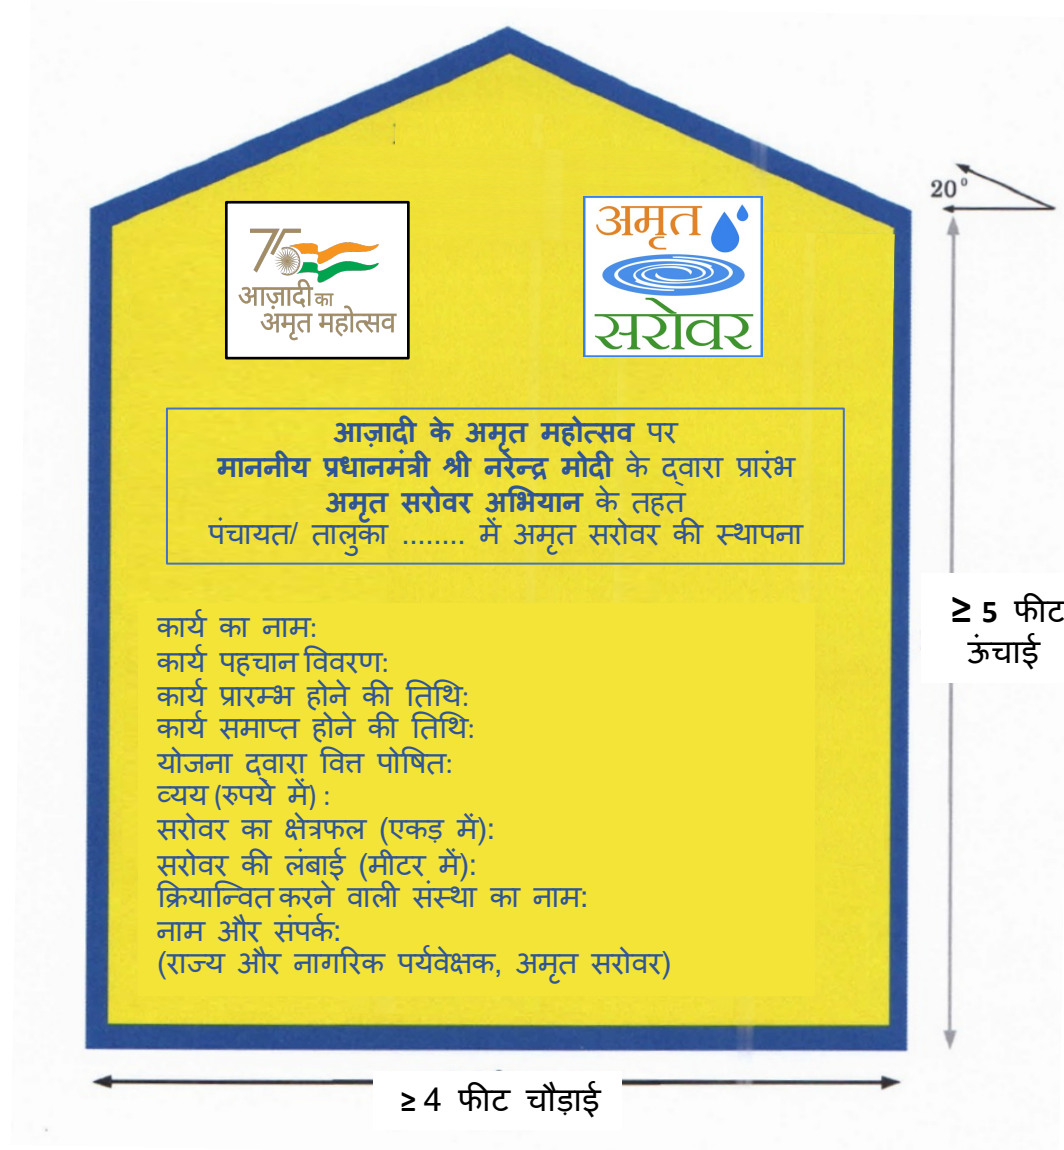 20°
75
आज़ादी का
अमृत महोत्सव
अमृत
सरोवर
आज़ादी के अमृत महोत्सव पर
माननीय प्रधानमंत्री श्री नरेन्द्र मोदी के द्वारा प्रारंभ
अमृत सरोवर अभियान के तहत
पंचायत/ तालुका ........ में अमृत सरोवर की स्थापना
≥ 5 फीट
ऊंचाई
कार्य का नाम:
कार्य पहचान विवरण:
कार्य प्रारम्भ होने की तिथि:
कार्य समाप्त होने की तिथि:
योजना द्वारा वित्त पोषित:
व्यय (रुपये में) :
सरोवर का क्षेत्रफल (एकड़ में):
सरोवर की लंबाई (मीटर में):
क्रियान्वित करने वाली संस्था का नाम:
नाम और संपर्क:
(राज्य और नागरिक पर्यवेक्षक, अमृत सरोवर)
≥ 4 फीट चौड़ाई